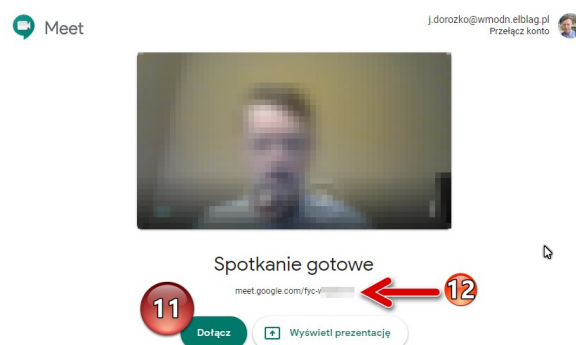 Meet
j.dorozko@wmodn.elblag.pl
Przełącz konto
Spotkanie gotowe
meet.google.com/fyc-
12
11
Dołącz
Wyświetl prezentację